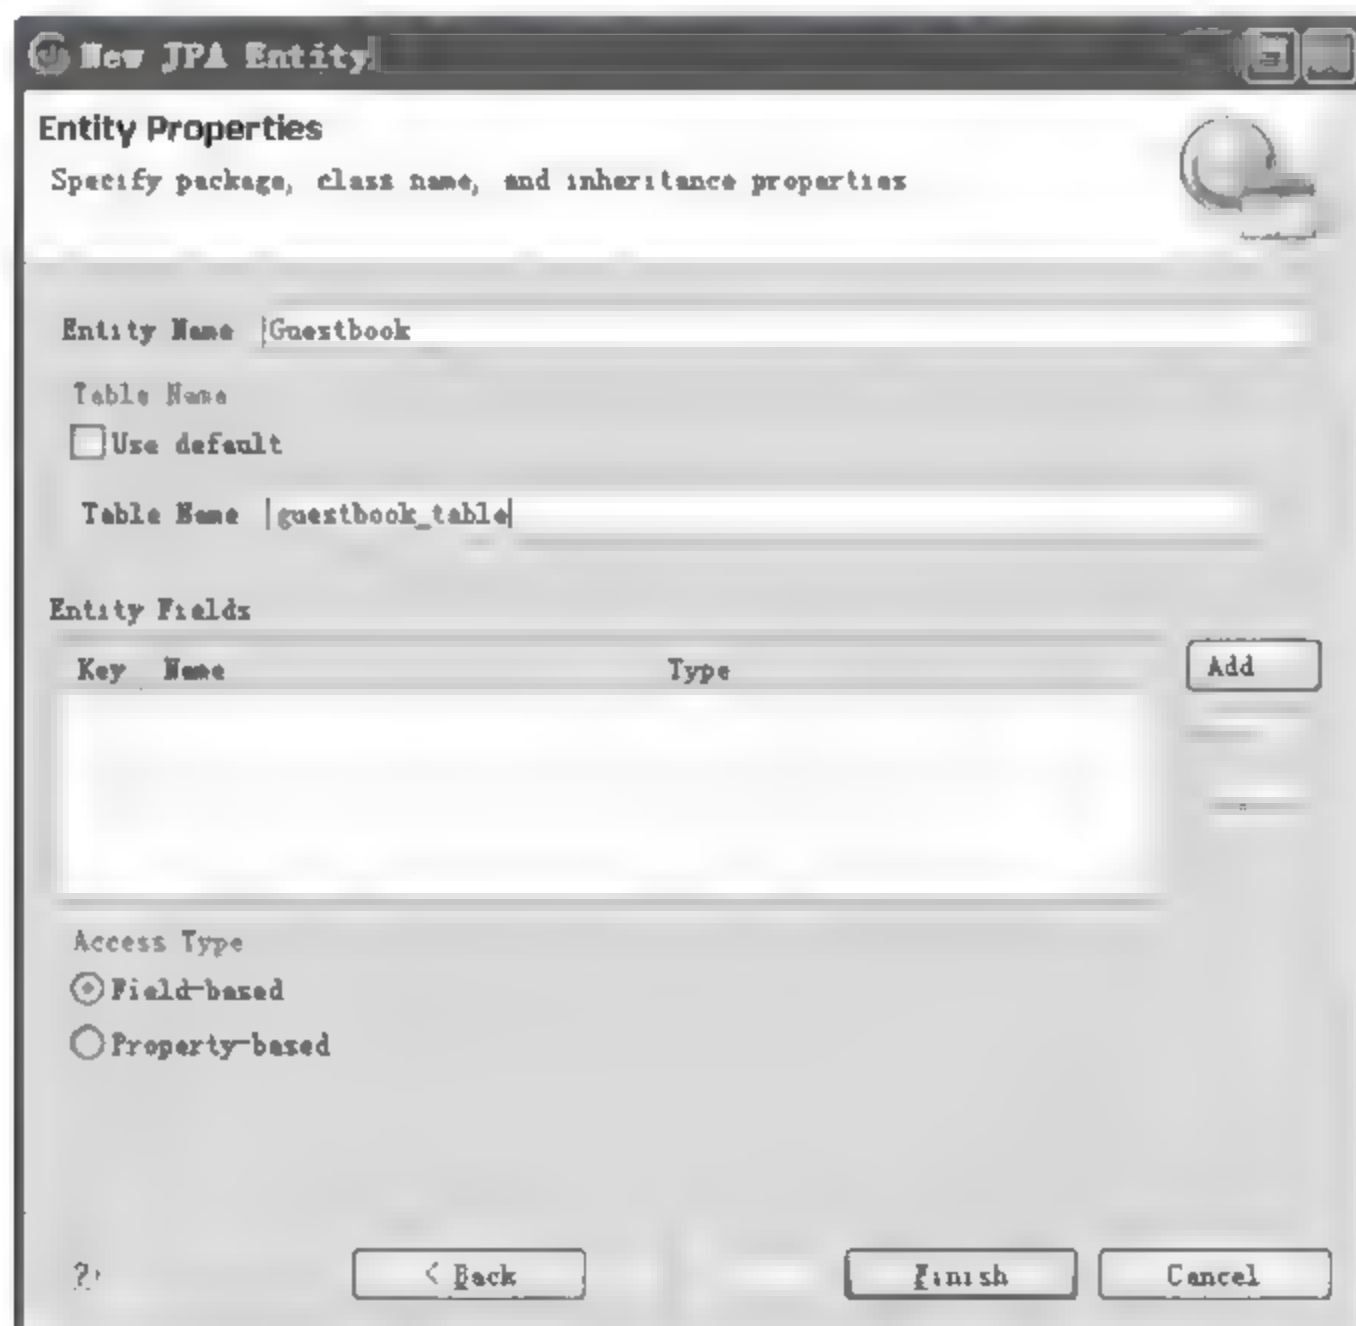 New JPA Entity
Entity Properties
Specify package, class name, and inheritance properties
Entity Name Guestbook
Table Name
Use default
Table Name guestbook_table
Entity Fields
Key Name Type
Add
Access Type
Field-based
Property-based
?
< Back Finish Cancel